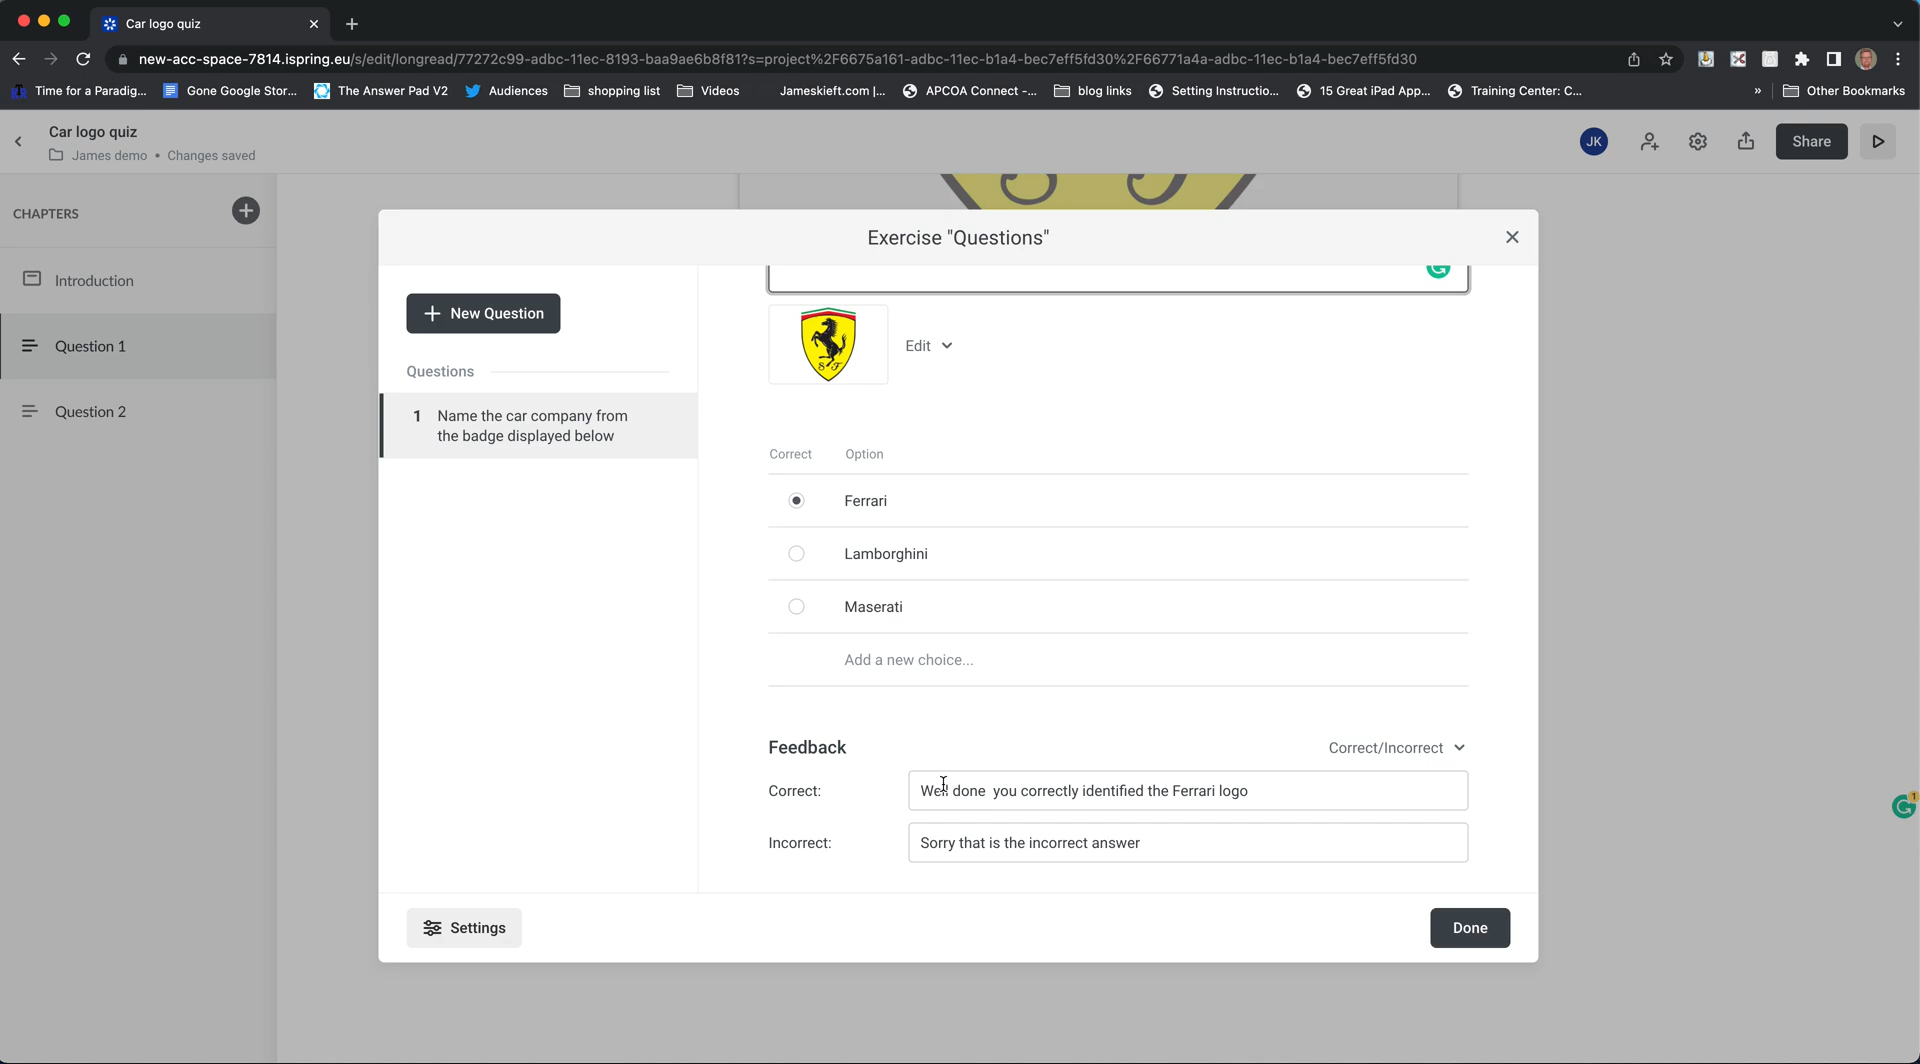 Car logo quiz
new-acc-space-7814.ispring.eu/s/edit/longread/77272c99-adbc-11ec-8193-baa9ae6b8f81?s=project%2F6675a161-adbc-11ec-b1a4-bec7eff5fd30%2F66771a4a-adbc-11ec-b1a4-bec7eff5fd30
Time for a Paradig... Gone Google Stor... The Answer Pad V2 Audiences shopping list Videos Jameskieft.com |... APCOA Connect -... blog links Setting Instructio... 15 Great iPad App... Training Center: C... » Other Bookmarks
Car logo quiz
James demo • Changes saved
JK
Share
CHAPTERS
Introduction
Question 1
Question 2
S F
Exercise "Questions"
New Question
Questions
1 Name the car company from
the badge displayed below
S F
Edit
Correct Option
Ferrari
Lamborghini
Maserati
Add a new choice...
Feedback Correct/Incorrect
Correct: Well done  you correctly identified the Ferrari logo
Incorrect: Sorry that is the incorrect answer
1
Settings
Done